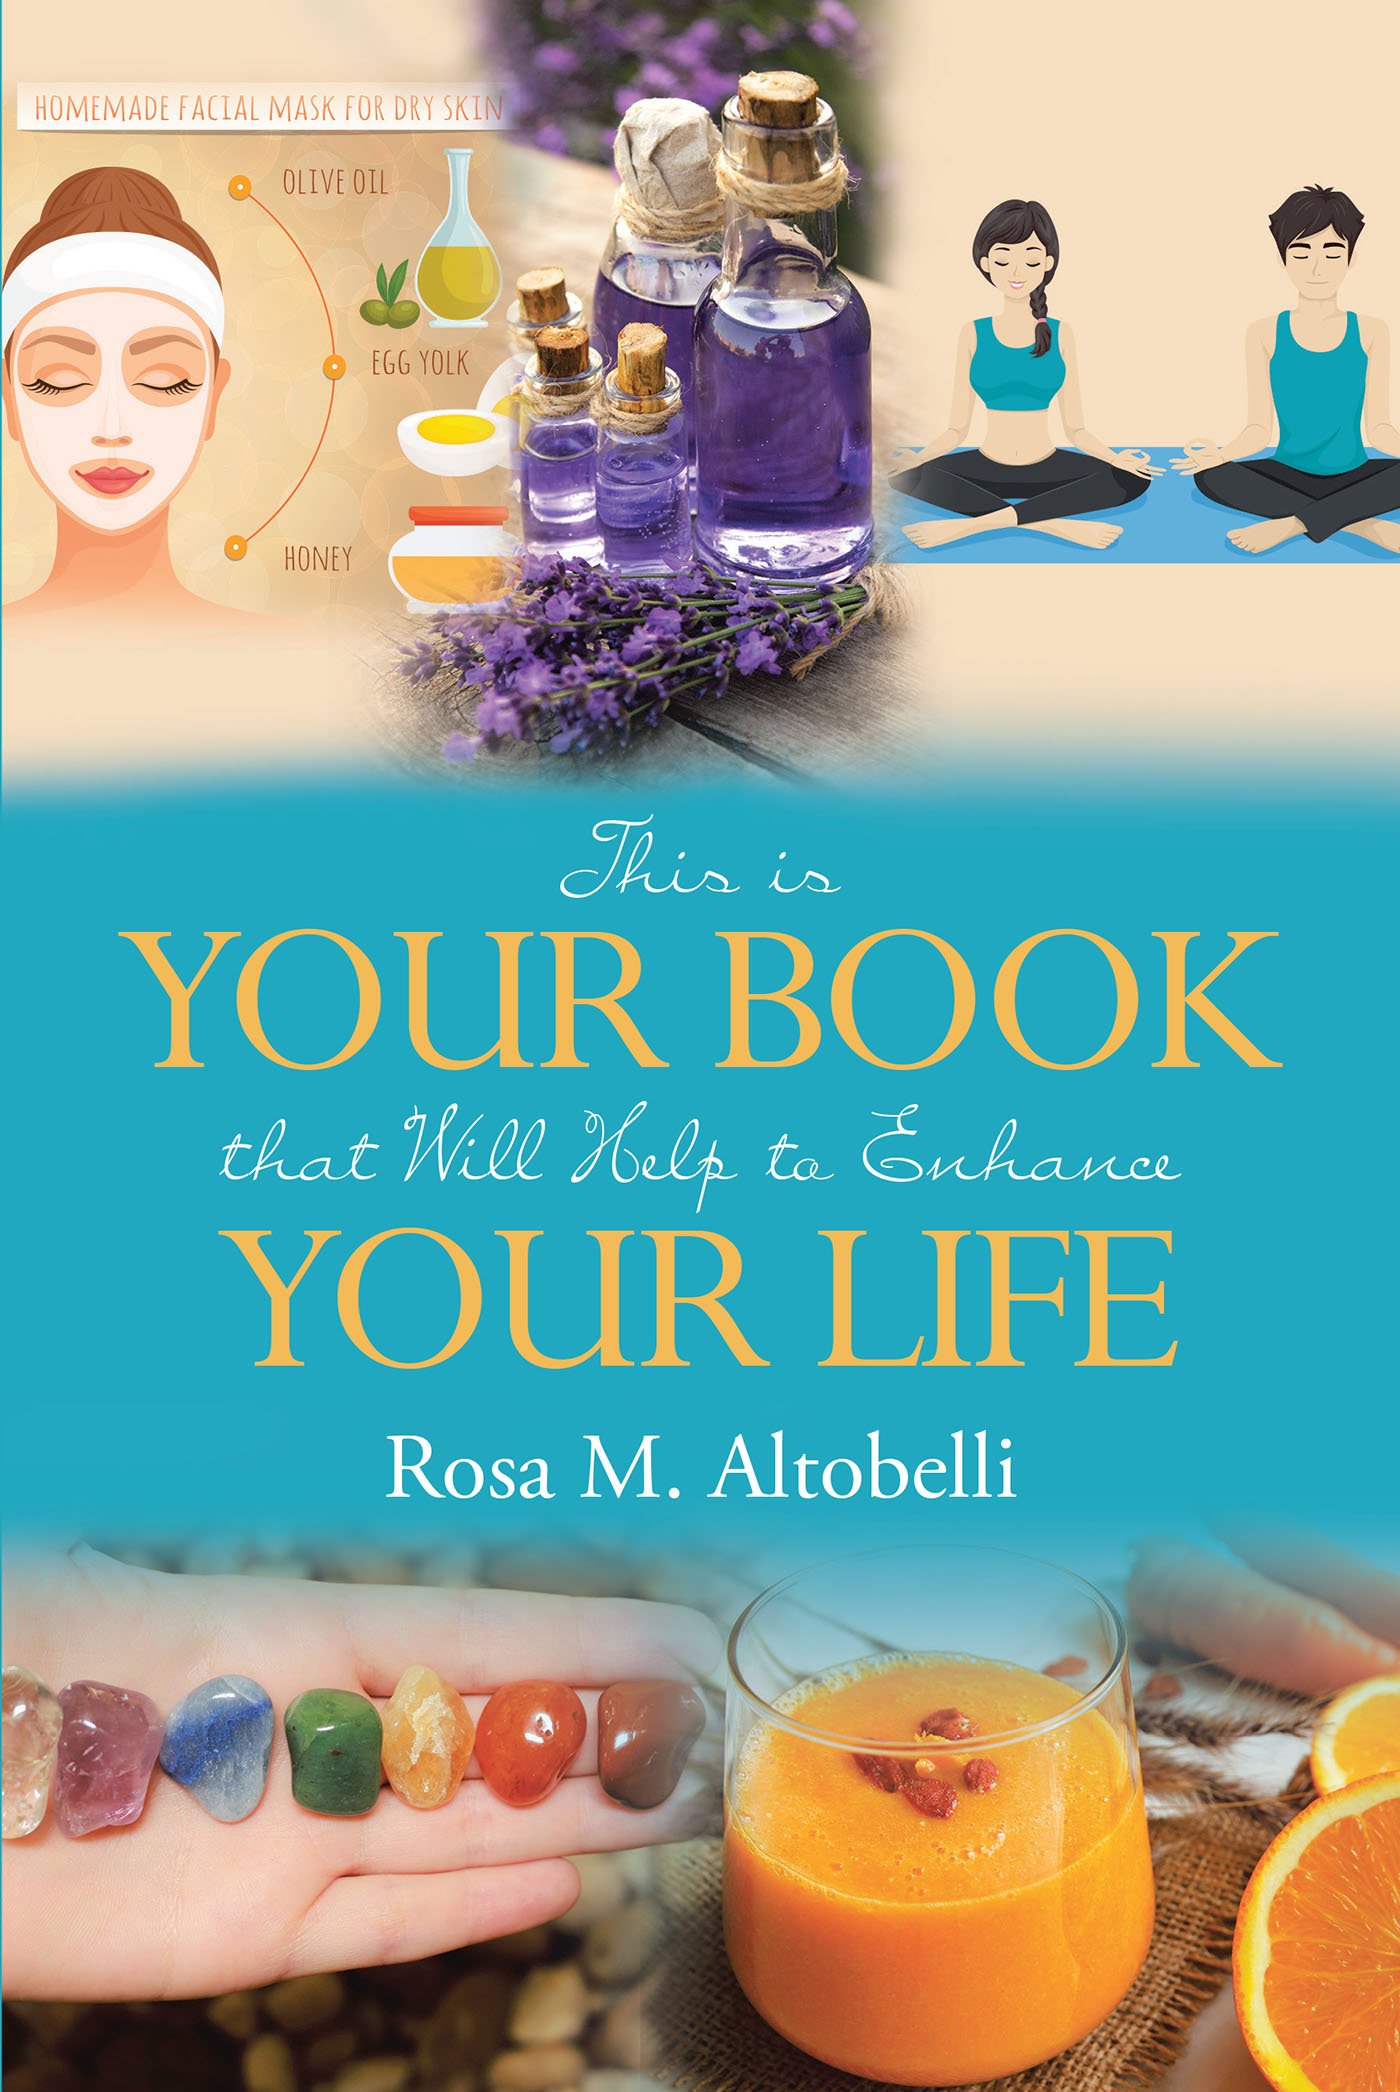 HOMEMADE FACIAL MASK FOR DRY SKIN
OLIVE OIL
EGG YOLK
HONEY
This is
YOUR BOOK
that Will Help to Enhance
YOUR LIFE
Rosa M. Altobelli